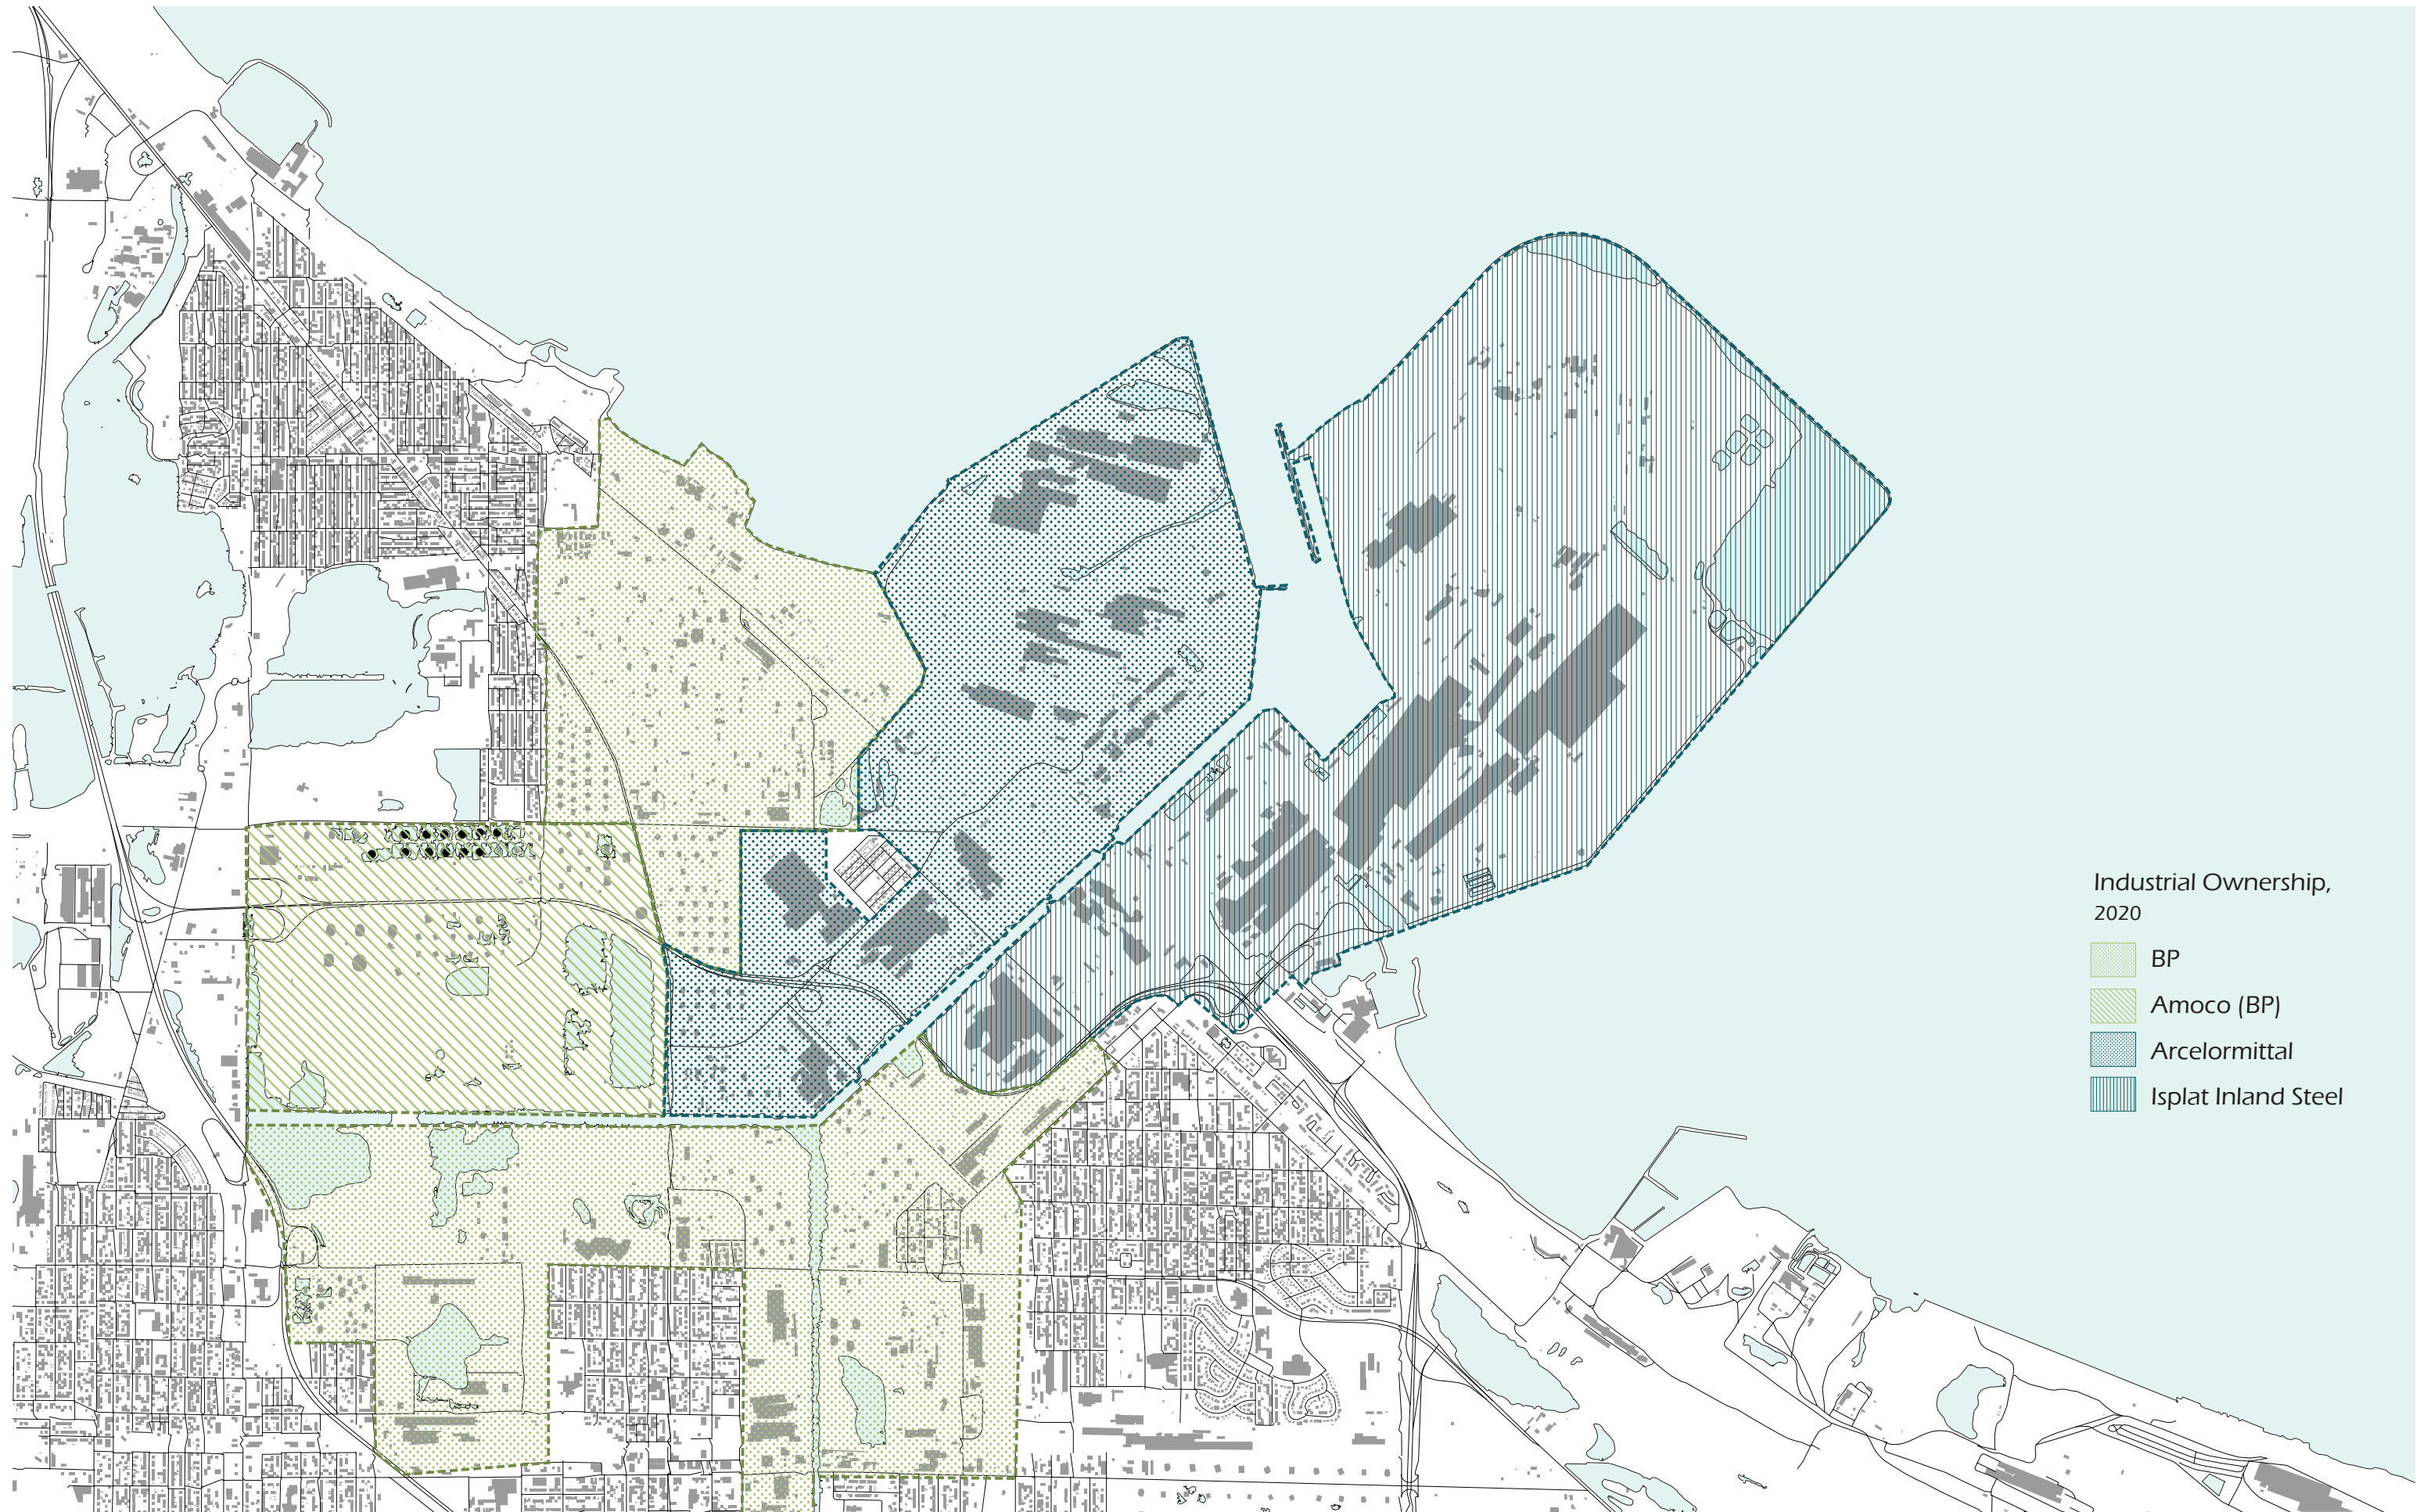 Industrial Ownership,
2020
BP
Amoco (BP)
Arcelormittal
Isplat Inland Steel